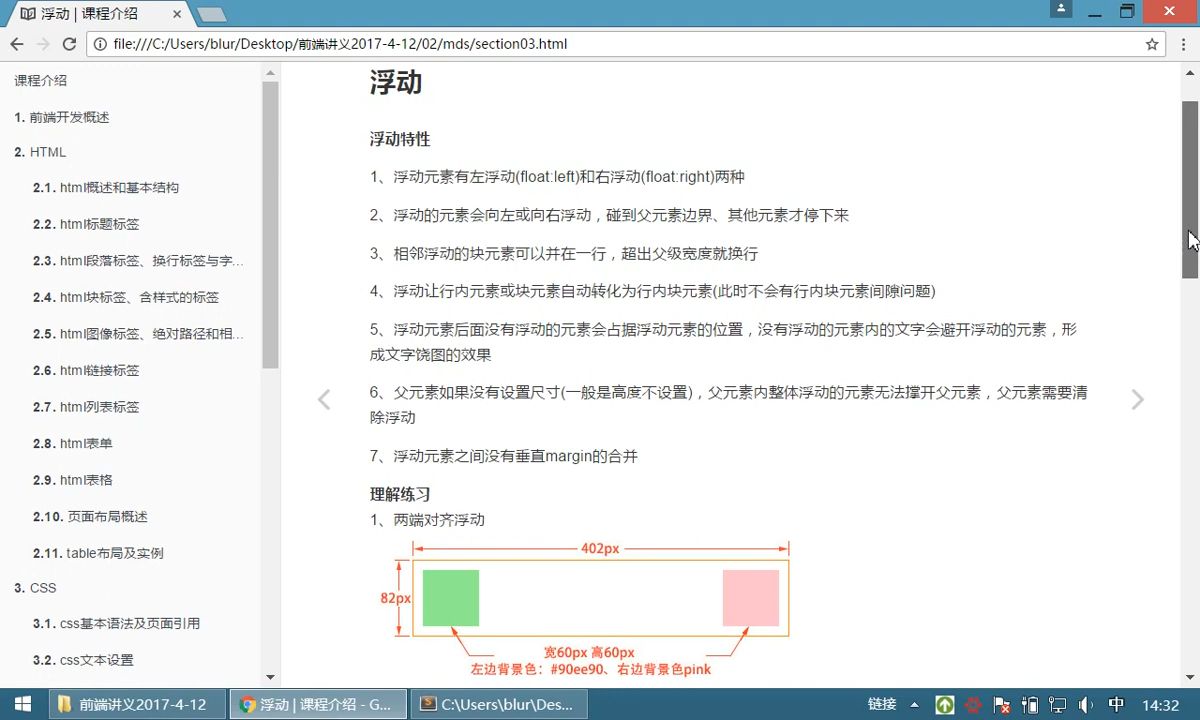 浮动 | 课程介绍
file:///C:/Users/blur/Desktop/前端讲义2017-4-12/02/mds/section03.html
课程介绍
1. 前端开发概述
2. HTML
2.1. html概述和基本结构
2.2. html标题标签
2.3. html段落标签、换行标签与字...
2.4. html块标签、含样式的标签
2.5. html图像标签、绝对路径和相...
2.6. html链接标签
2.7. html列表标签
2.8. html表单
2.9. html表格
2.10. 页面布局概述
2.11. table布局及实例
3. CSS
3.1. css基本语法及页面引用
3.2. css文本设置
浮动
浮动特性
1、浮动元素有左浮动(float:left)和右浮动(float:right)两种
2、浮动的元素会向左或向右浮动，碰到父元素边界、其他元素才停下来
3、相邻浮动的块元素可以并在一行，超出父级宽度就换行
4、浮动让行内元素或块元素自动转化为行内块元素(此时不会有行内块元素间隙问题)
5、浮动元素后面没有浮动的元素会占据浮动元素的位置，没有浮动的元素内的文字会避开浮动的元素，形
成文字饶图的效果
6、父元素如果没有设置尺寸(一般是高度不设置)，父元素内整体浮动的元素无法撑开父元素，父元素需要清
除浮动
7、浮动元素之间没有垂直margin的合并
理解练习
1、两端对齐浮动
402px
82px
宽60px 高60px
左边背景色：#90ee90、右边背景色pink
前端讲义2017-4-12
浮动 | 课程介绍 - G...
C:\Users\blur\Des...
链接
中
14:32